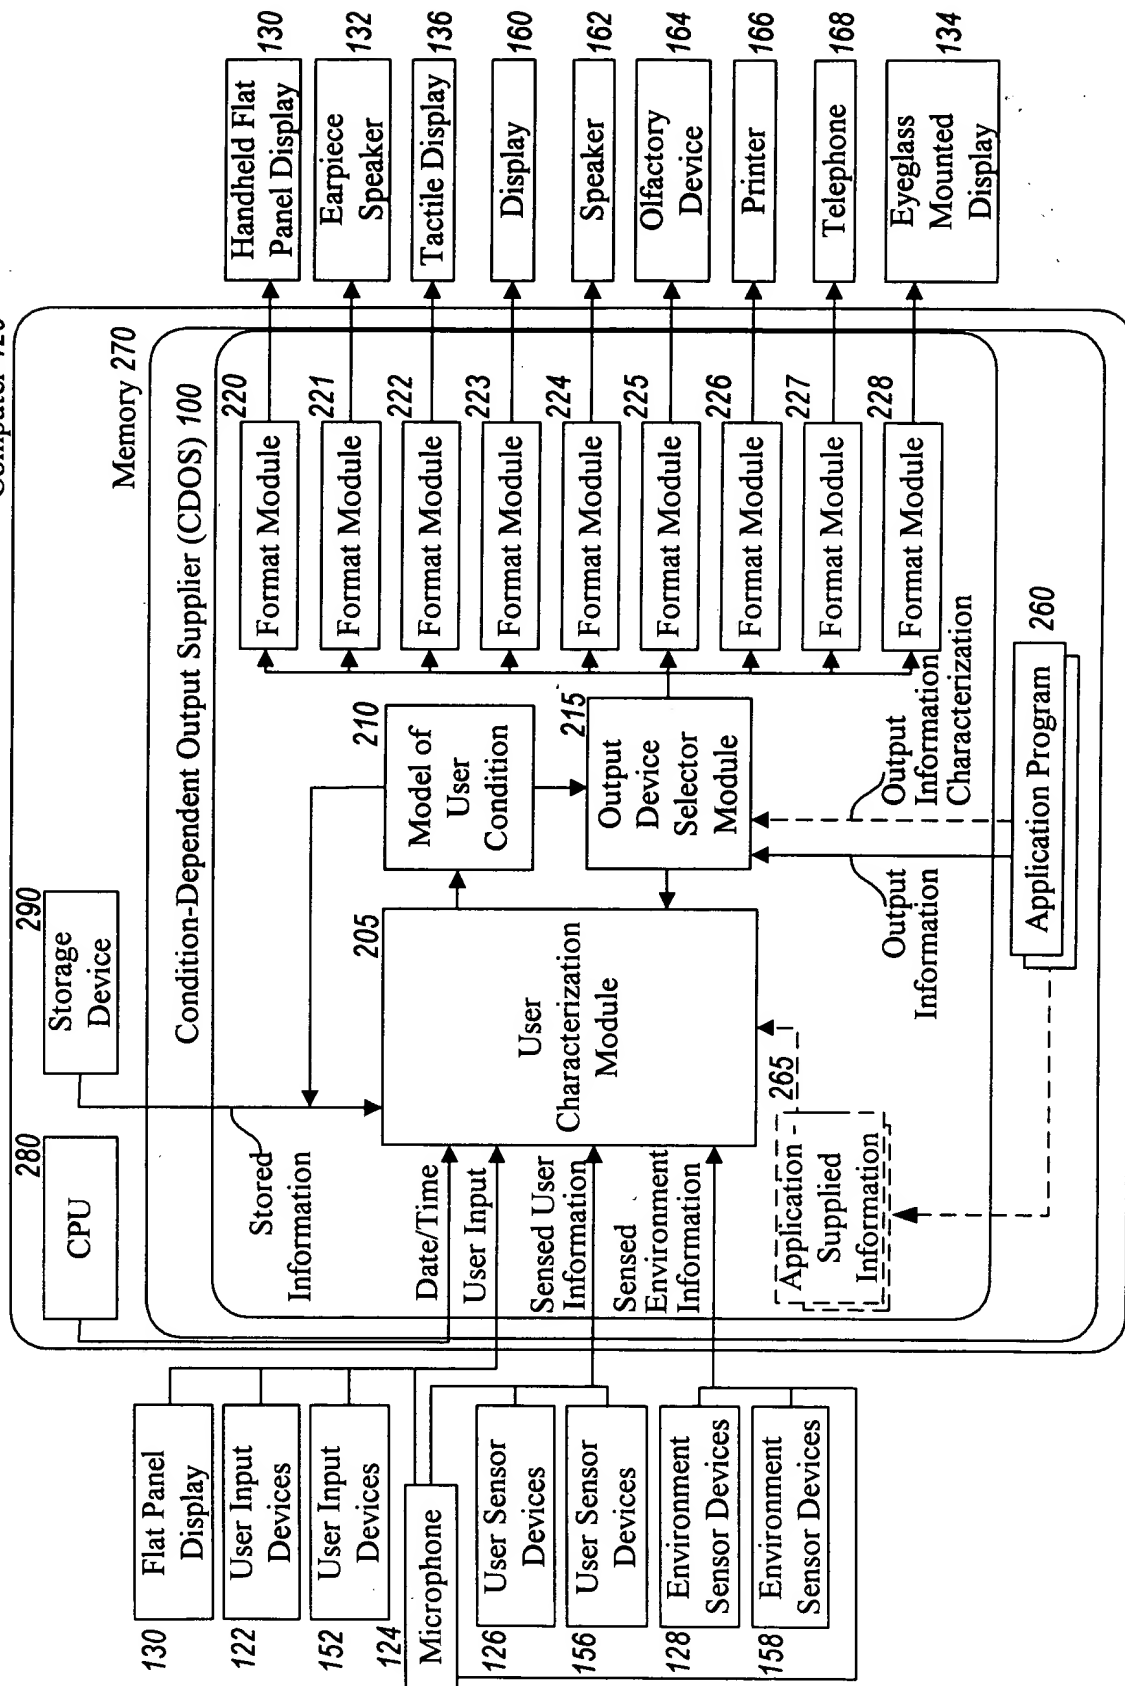 Memory 270
Condition-Dependent Output Supplier (CDOS) 100
280
CPU
290
Storage
Device
Stored
Information
130
Flat Panel
Display
122
User Input
Devices
152
User Input
Devices
124
Microphone
126
User Sensor
Devices
156
User Sensor
Devices
128
Environment
Sensor Devices
158
Environment
Sensor Devices
Date/Time
User Input
Sensed User
Information
Sensed
Environment
Information
205
User
Characterization
Module
210
Model of
User
Condition
215
Output
Device
Selector
Module
265
Application -
Supplied
Information
Output
Information
Output
Information
Characterization
Application Program
260
220
Format Module
221
Format Module
222
Format Module
223
Format Module
224
Format Module
225
Format Module
226
Format Module
227
Format Module
228
Format Module
Handheld Flat
Panel Display
130
Earpiece
Speaker
132
Tactile Display
136
Display
160
Speaker
162
Olfactory
Device
164
Printer
166
Telephone
168
Eyeglass
Mounted
Display
134